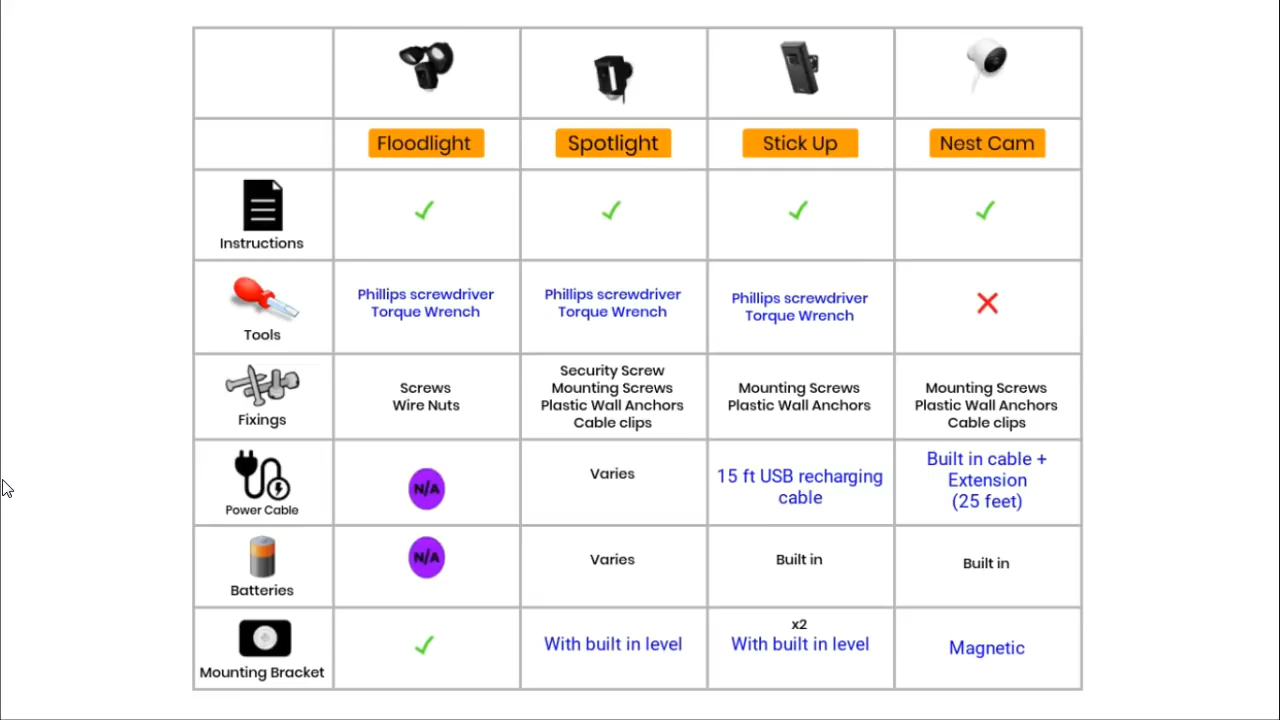 Floodlight
Spotlight
Stick Up
Nest Cam
Instructions
Tools
Phillips screwdriver
Torque Wrench
Phillips screwdriver
Torque Wrench
Phillips screwdriver
Torque Wrench
Fixings
Screws
Wire Nuts
Security Screw
Mounting Screws
Plastic Wall Anchors
Cable clips
Mounting Screws
Plastic Wall Anchors
Mounting Screws
Plastic Wall Anchors
Cable clips
Power Cable
N/A
Varies
15 ft USB recharging
cable
Built in cable +
Extension
(25 feet)
Batteries
N/A
Varies
Built in
Built in
Mounting Bracket
With built in level
x2
With built in level
Magnetic